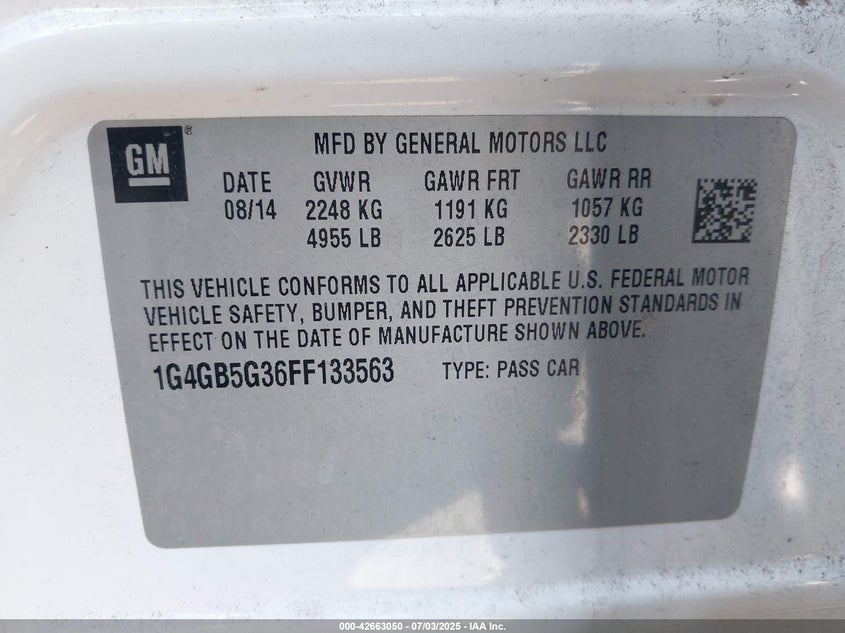 GM ®
MFD BY GENERAL MOTORS LLC
DATE GVWR GAWR FRT GAWR RR
08/14 2248 KG 1191 KG 1057 KG
4955 LB 2625 LB 2330 LB
THIS VEHICLE CONFORMS TO ALL APPLICABLE U.S. FEDERAL MOTOR
VEHICLE SAFETY, BUMPER, AND THEFT PREVENTION STANDARDS IN
EFFECT ON THE DATE OF MANUFACTURE SHOWN ABOVE.
1G4GB5G36FF133563 TYPE: PASS CAR
000-42663050 - 07/03/2025 - IAA Inc.